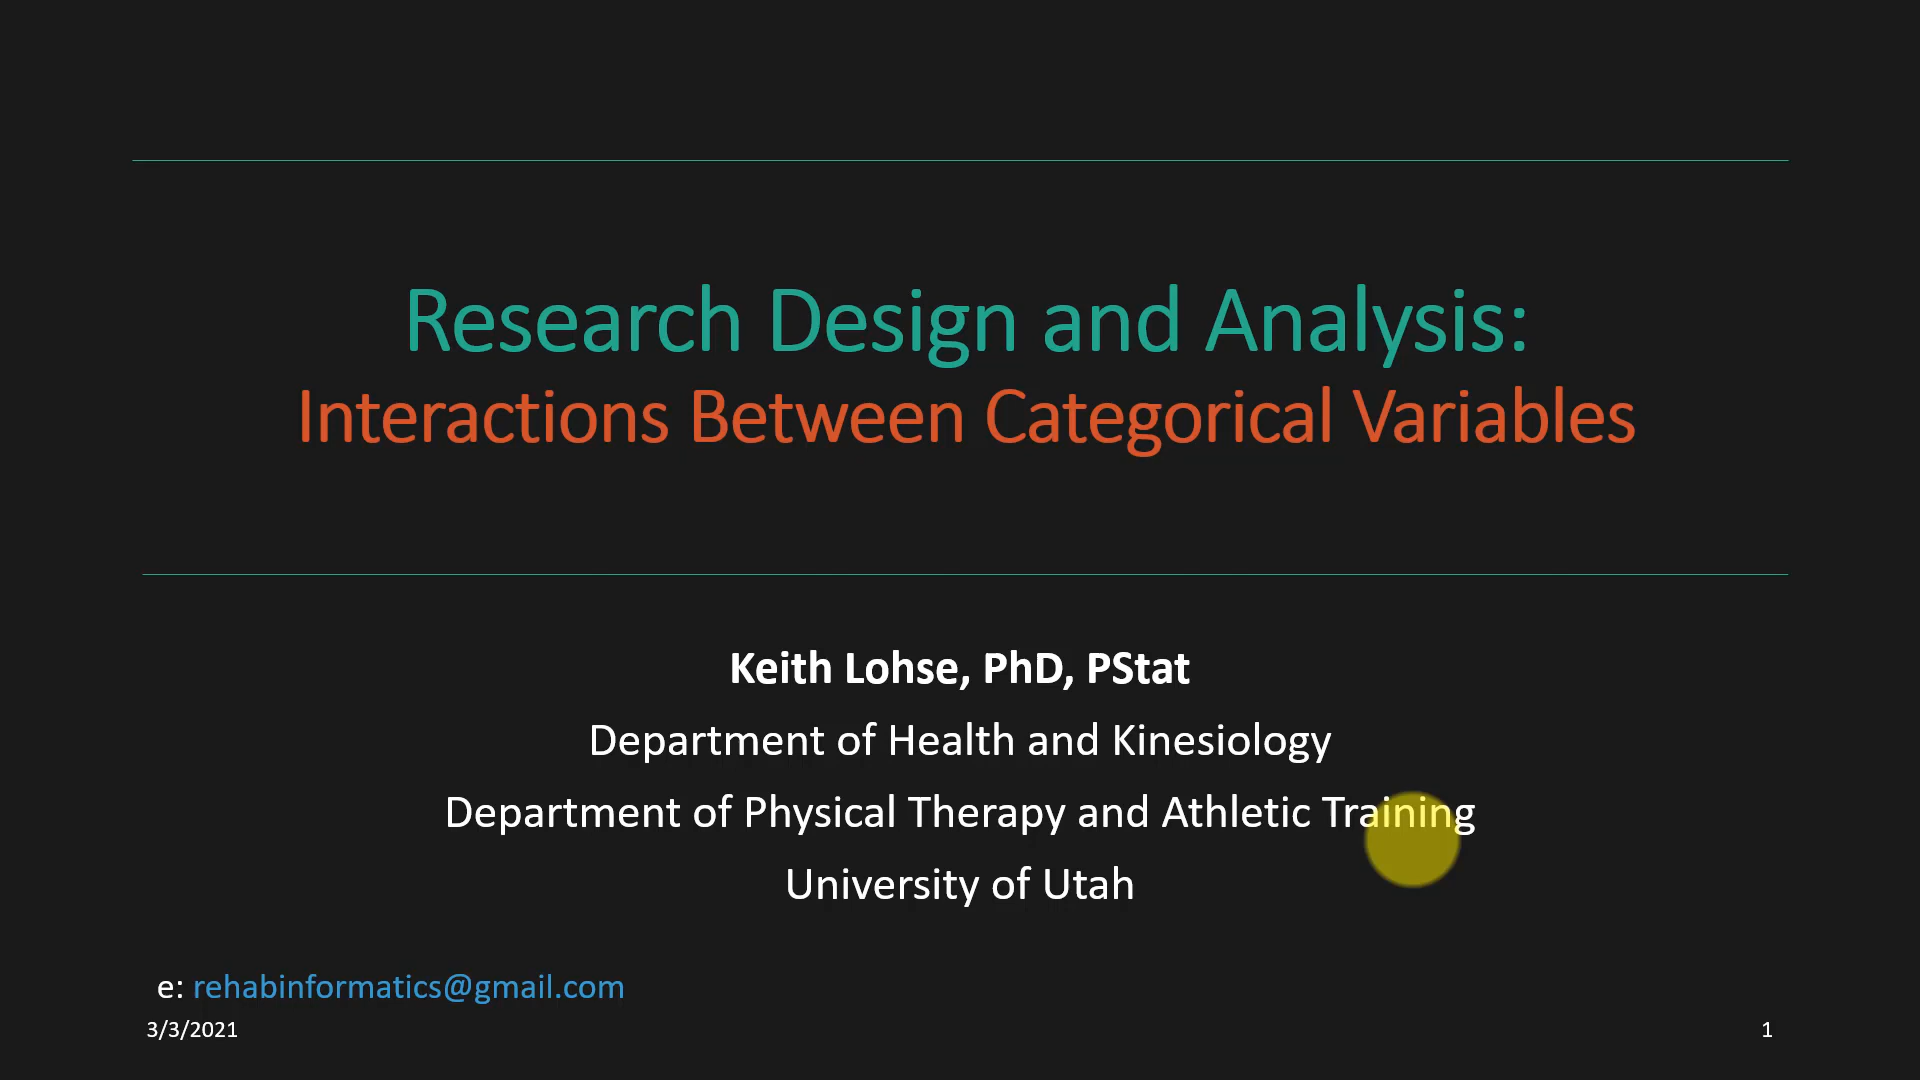 Research Design and Analysis:
Interactions Between Categorical Variables
Keith Lohse, PhD, PStat
Department of Health and Kinesiology
Department of Physical Therapy and Athletic Training
University of Utah
e: rehabinformatics@gmail.com
3/3/2021
1